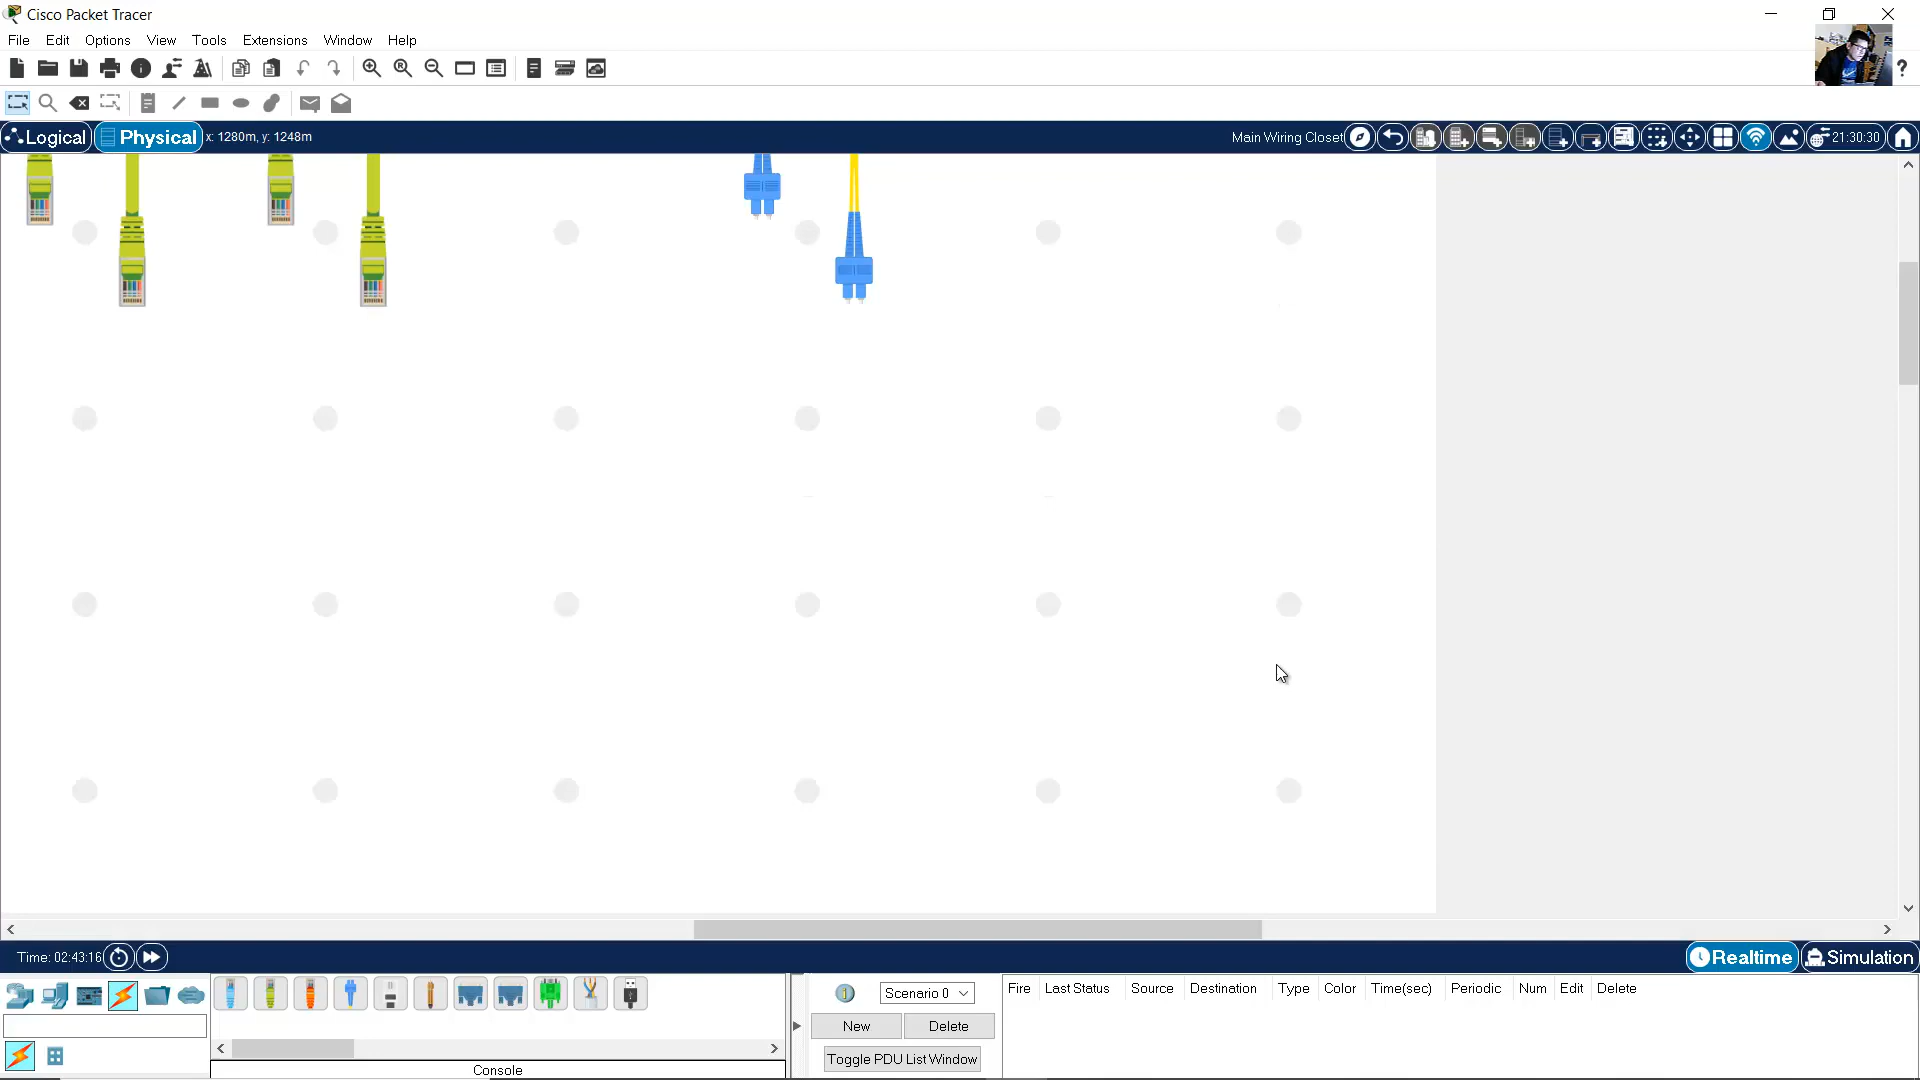 Cisco Packet Tracer
File Edit Options View Tools Extensions Window Help
?
Logical Physical x: 1280m, y: 1248m Main Wiring Closet 21:30:30
Time: 02:43:16 Realtime Simulation
Scenario 0
New Delete
Toggle PDU List Window
Fire Last Status Source Destination Type Color Time(sec) Periodic Num Edit Delete
Console